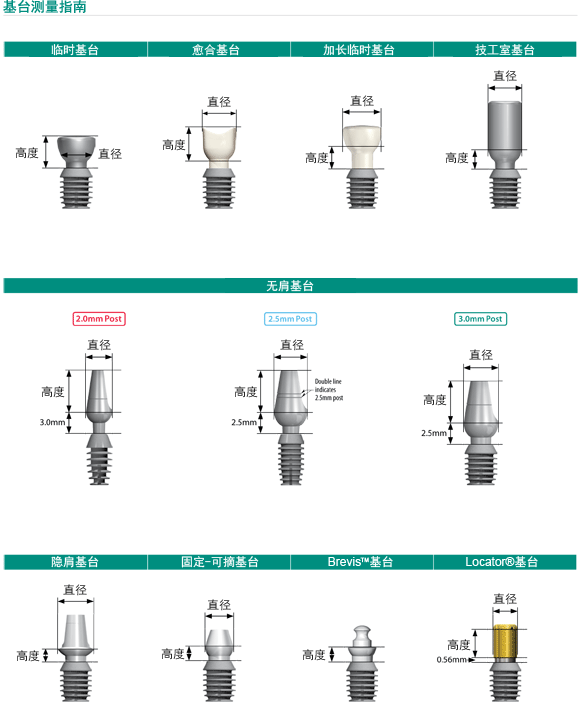 基台测量指南
临时基台 愈合基台 加长临时基台 技工室基台
直径
直径 直径
高度 直径 高度 高度 高度
无肩基台
2.0mm Post 2.5mm Post 3.0mm Post
直径 直径 直径
高度 高度 Double line
indicates
2.5mm post 高度
3.0mm 2.5mm 2.5mm
隐肩基台 固定-可摘基台 Brevis™基台 Locator®基台
直径 直径 直径
高度 高度 高度 高度
0.56mm